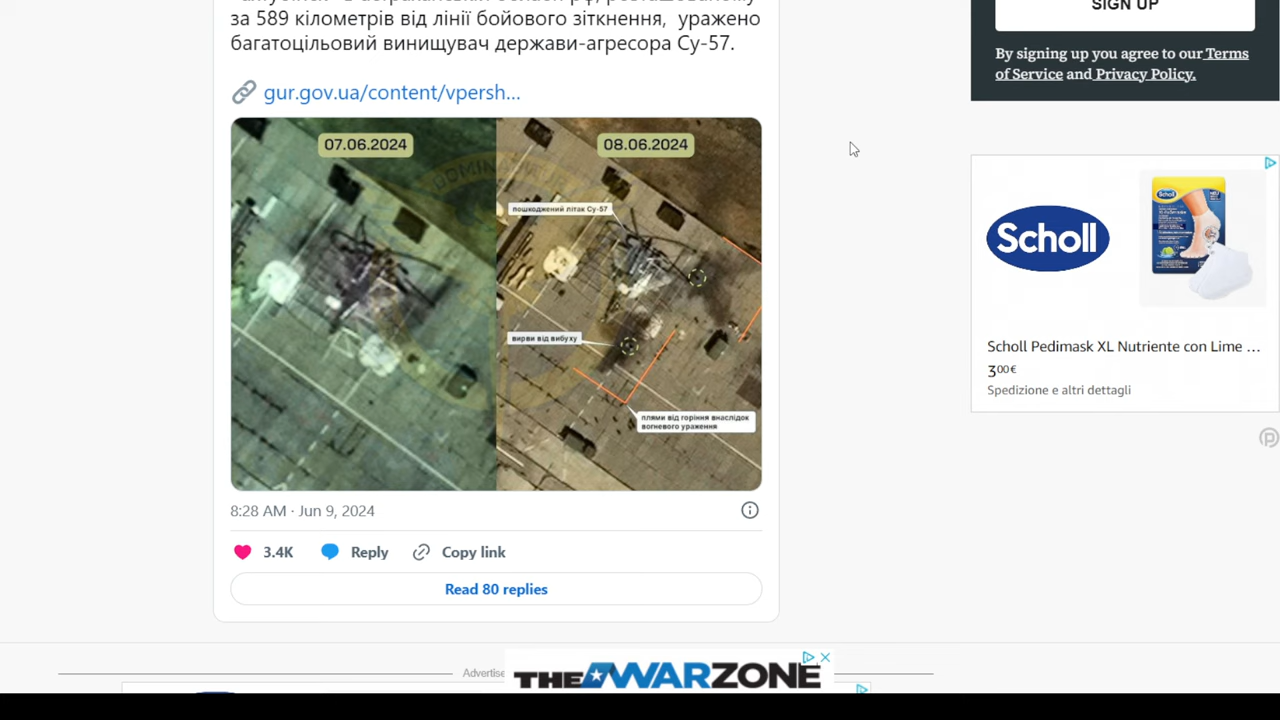 за 589 кілометрів від лінії бойового зіткнення, уражено
багатоцільовий винищувач держави-агресора Су-57.
gur.gov.ua/content/vpersh...
07.06.2024
08.06.2024
пошкоджений літак Су-57
вирви від вибуху
плями від горіння внаслідок
вогневого ураження
8:28 AM · Jun 9, 2024
3.4K
Reply
Copy link
Read 80 replies
SIGN UP
By signing up you agree to our Terms
of Service and Privacy Policy.
Scholl
Scholl
Scholl Pedimask XL Nutriente con Lime ...
3,00 €
Spedizione e altri dettagli
THE WARZONE